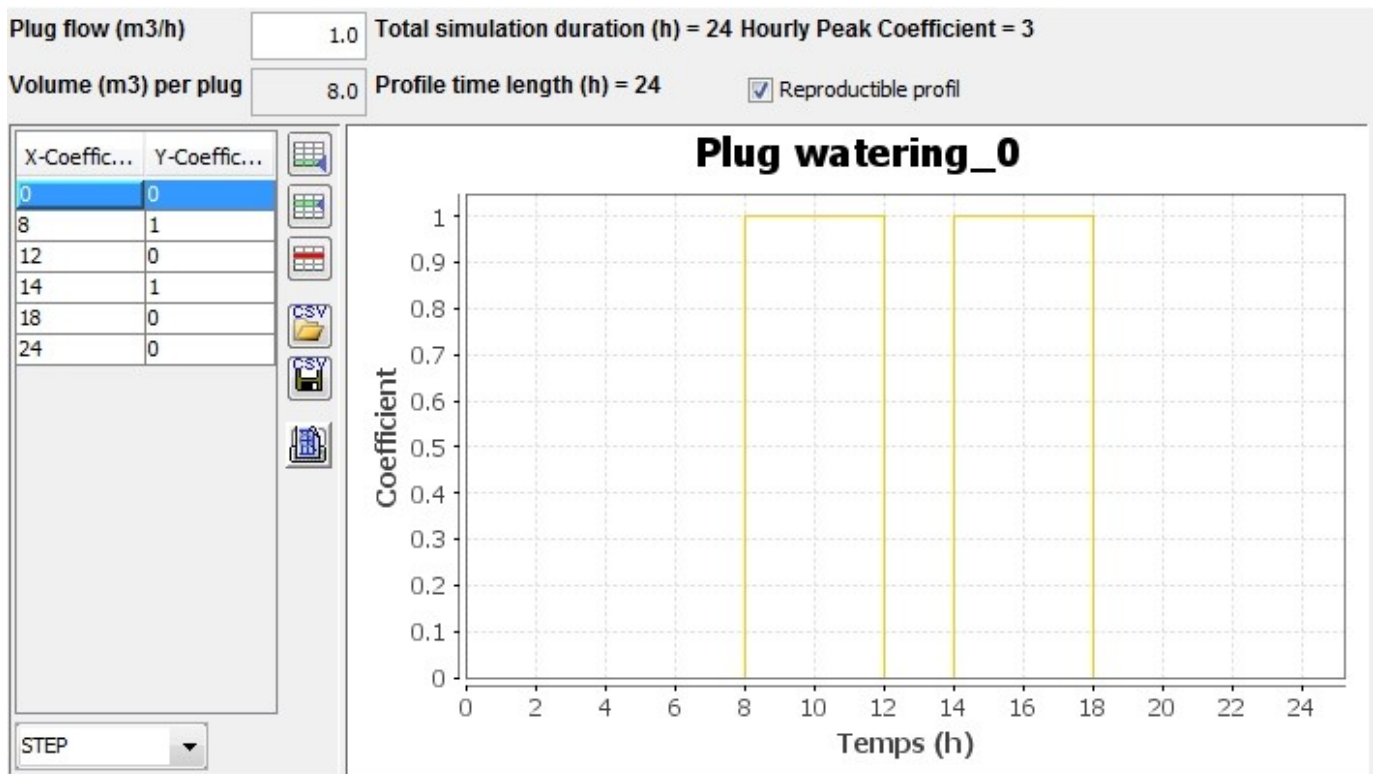 Plug flow (m3/h) 1.0 Total simulation duration (h) = 24 Hourly Peak Coefficient = 3
Volume (m3) per plug 8.0 Profile time length (h) = 24 Reproductible profil
X-Coeffic... Y-Coeffic...
0 0
8 1
12 0
14 1
18 0
24 0
CSV
CSV
STEP
Plug watering_0
1
0.9
0.8
0.7
0.6
0.5
0.4
0.3
0.2
0.1
0
Coefficient
0 2 4 6 8 10 12 14 16 18 20 22 24
Temps (h)